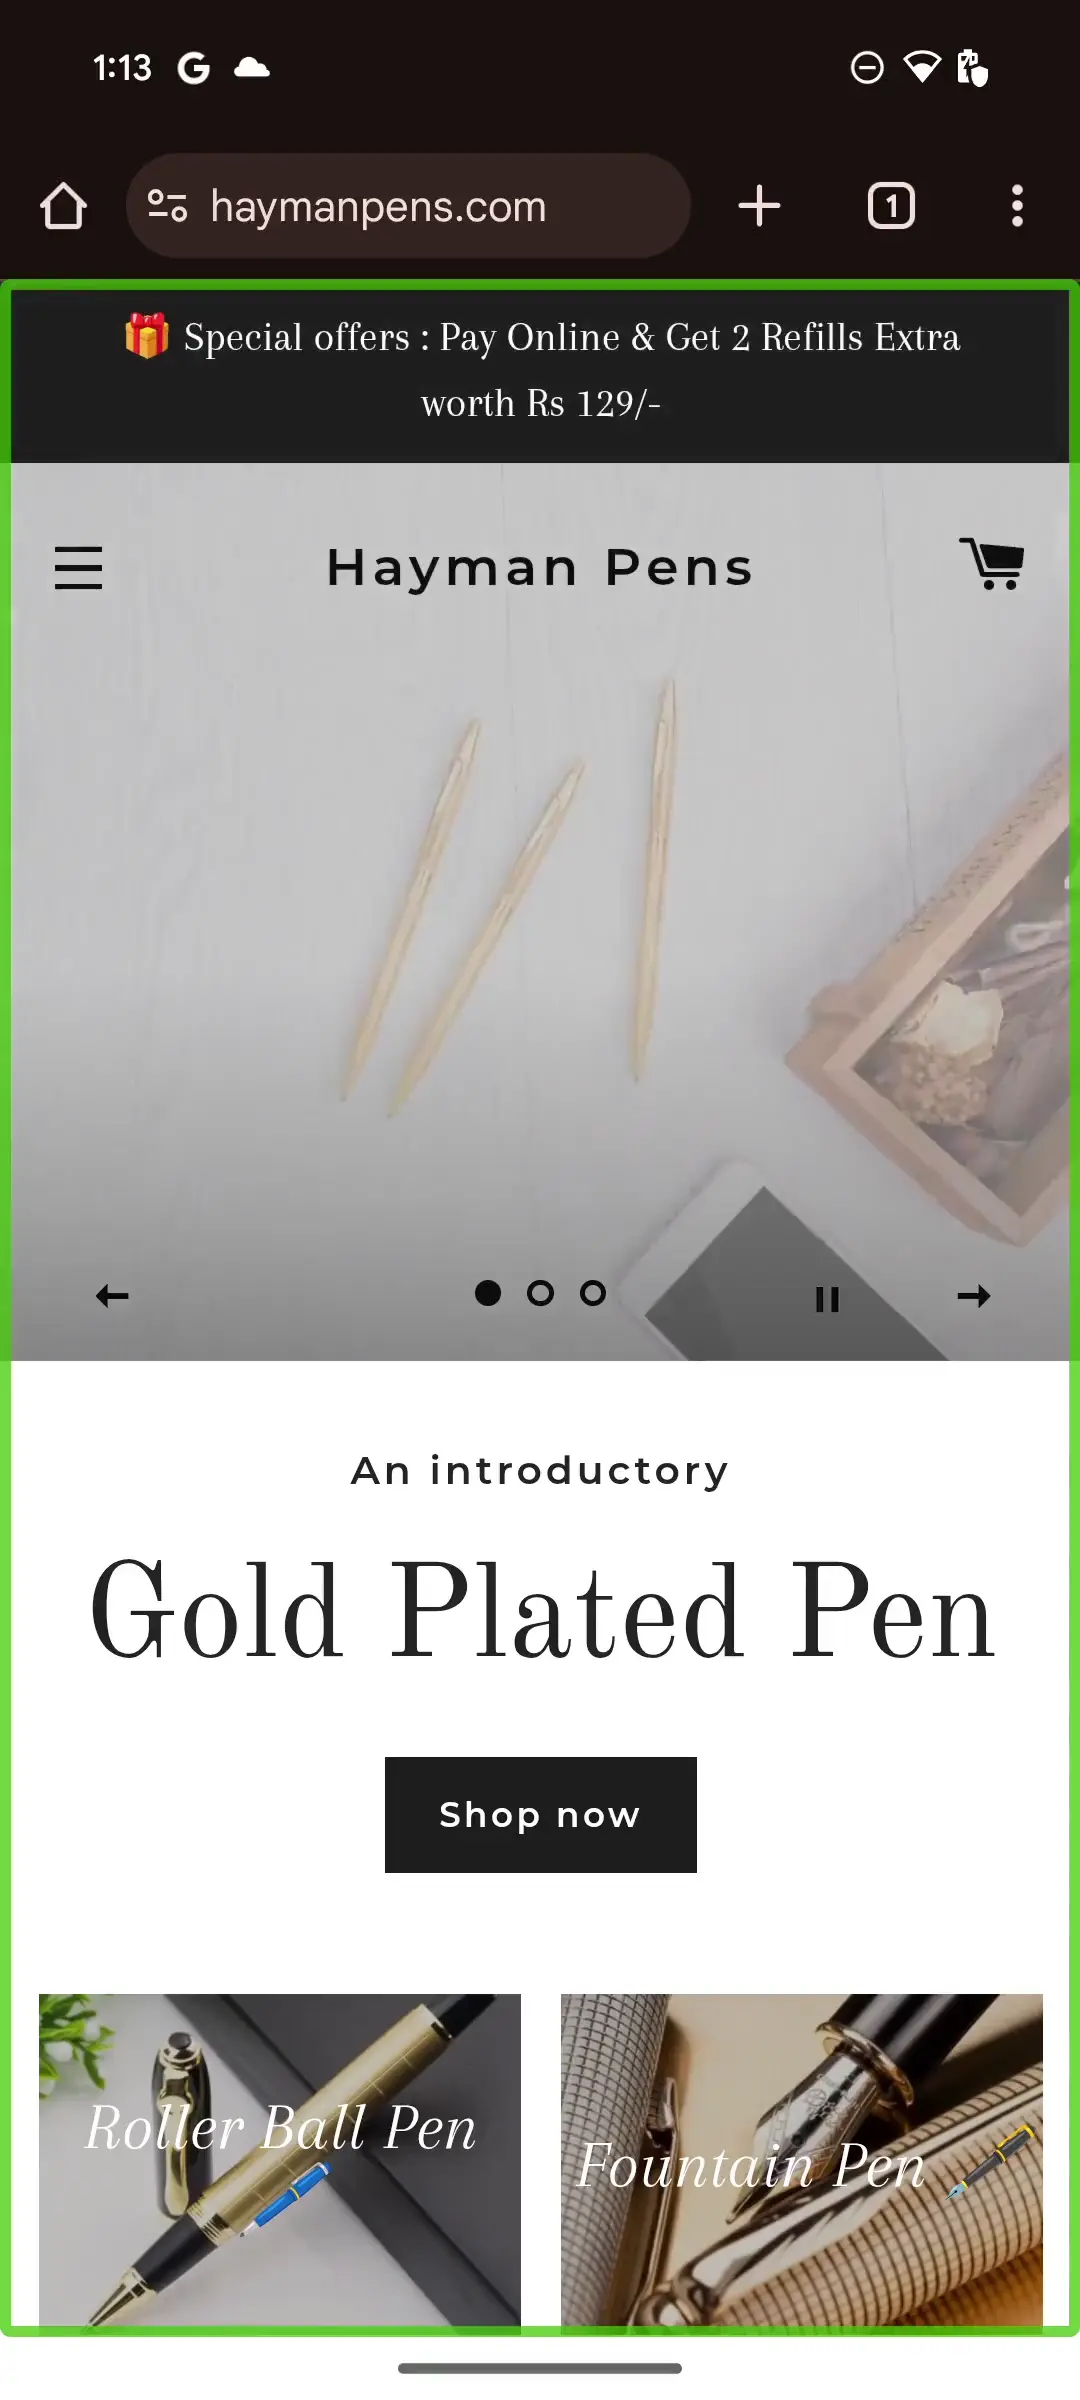 1:13
haymanpens.com
1
🎁 Special offers : Pay Online & Get 2 Refills Extra
worth Rs 129/-
Hayman Pens
An introductory
Gold Plated Pen
Shop now
Roller Ball Pen
Fountain Pen